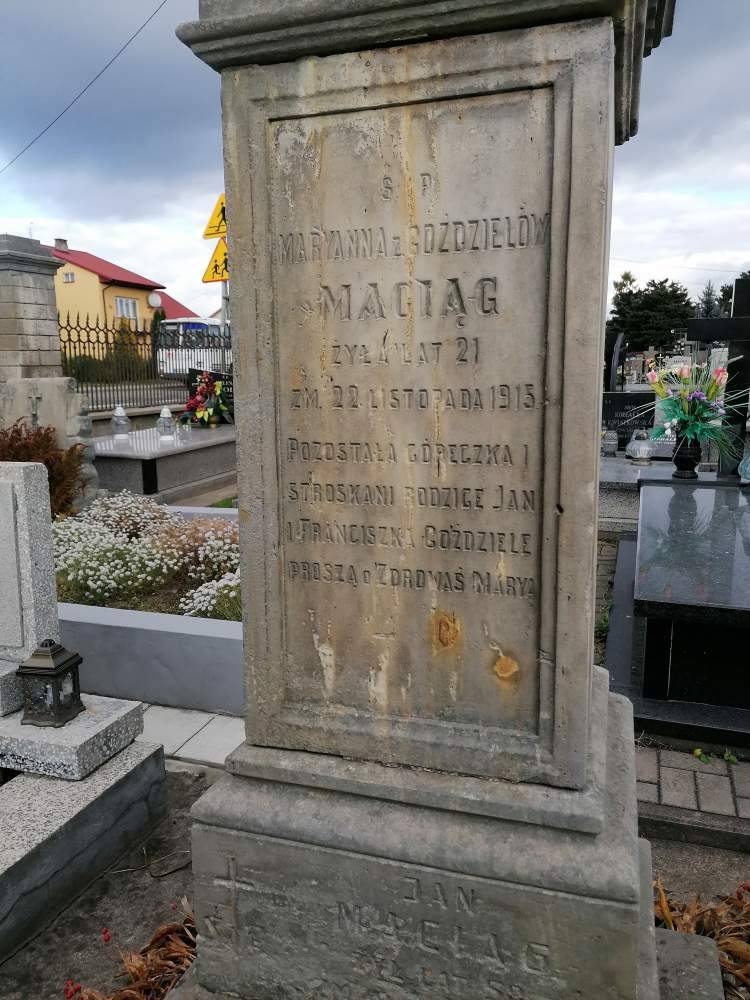 Ś P
MARYANNA z GOŹDZIELÓW
MACIĄG
ŻYŁA LAT 21
ZM. 22 LISTOPADA 1915.
POZOSTAŁA CÓRECZKA I
STROSKANI RODZICE JAN
I FRANCISZKA GOŹDZIELE
PROSZĄ O ZDROWAŚ MARYA
JAN
MACIĄG